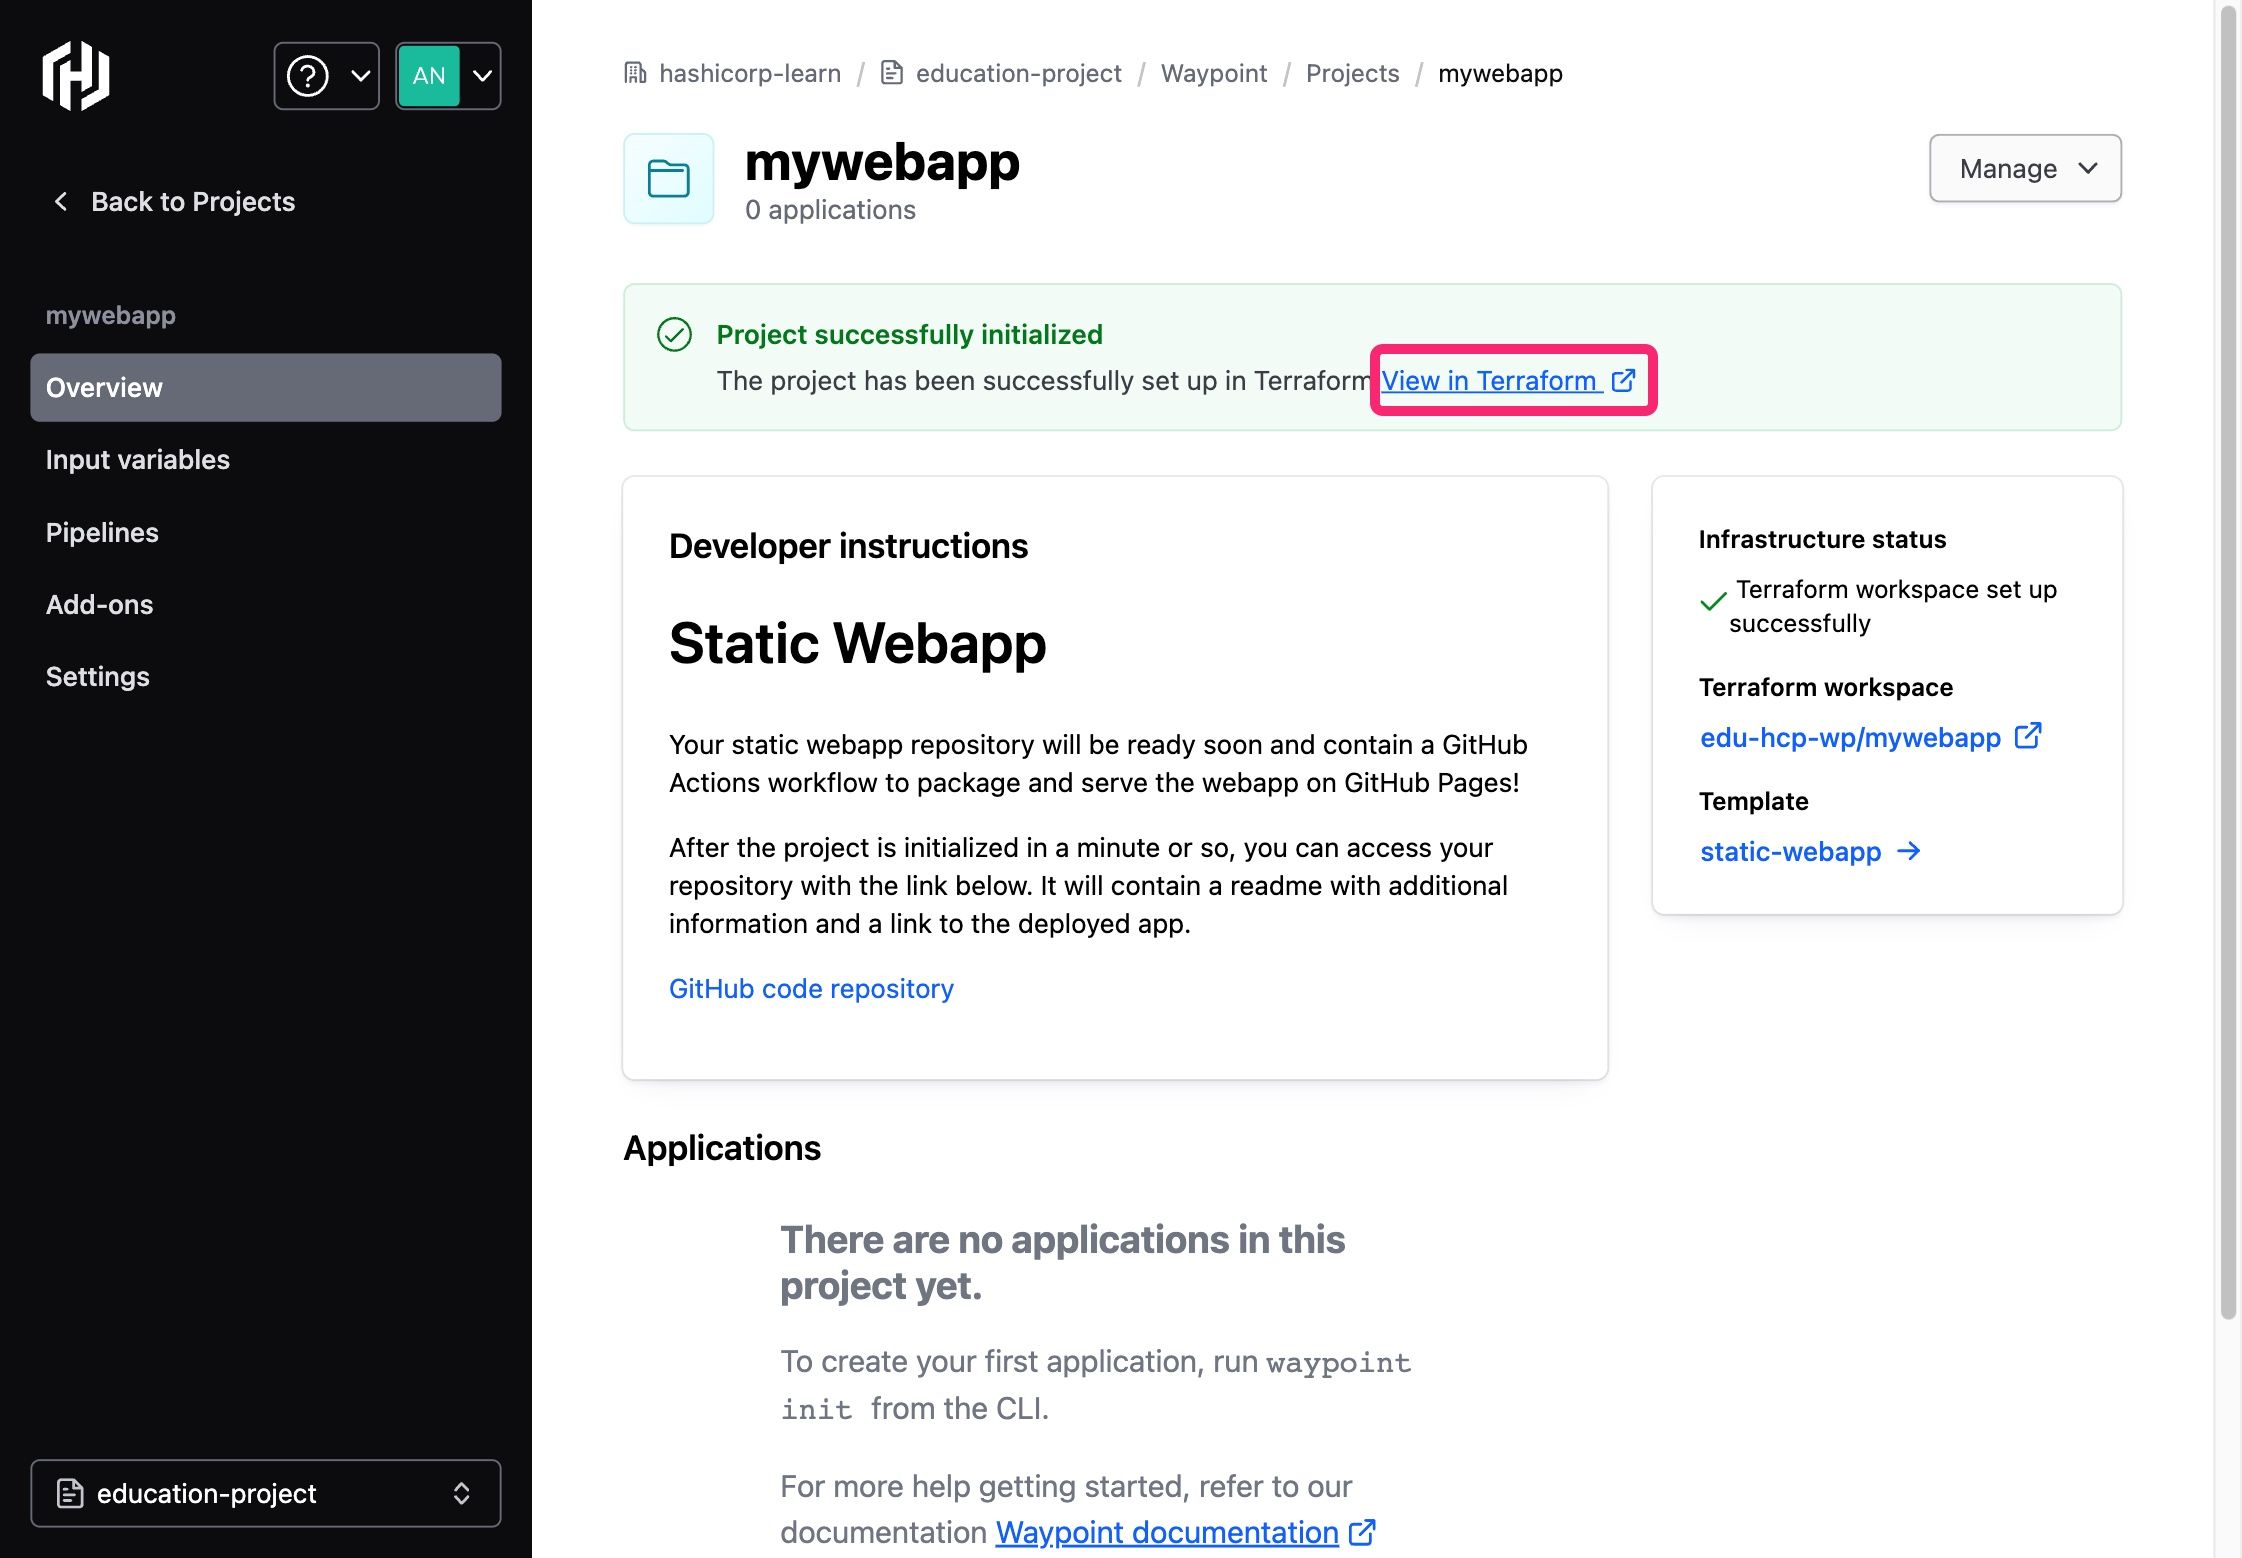 AN
Back to Projects
mywebapp
Overview
Input variables
Pipelines
Add-ons
Settings
education-project
hashicorp-learn / education-project / Waypoint / Projects / mywebapp
mywebapp
0 applications
Manage
Project successfully initialized
The project has been successfully set up in Terraform View in Terraform
Developer instructions
Static Webapp
Your static webapp repository will be ready soon and contain a GitHub
Actions workflow to package and serve the webapp on GitHub Pages!
After the project is initialized in a minute or so, you can access your
repository with the link below. It will contain a readme with additional
information and a link to the deployed app.
GitHub code repository
Infrastructure status
Terraform workspace set up
successfully
Terraform workspace
edu-hcp-wp/mywebapp
Template
static-webapp
Applications
There are no applications in this
project yet.
To create your first application, run waypoint
init from the CLI.
For more help getting started, refer to our
documentation Waypoint documentation